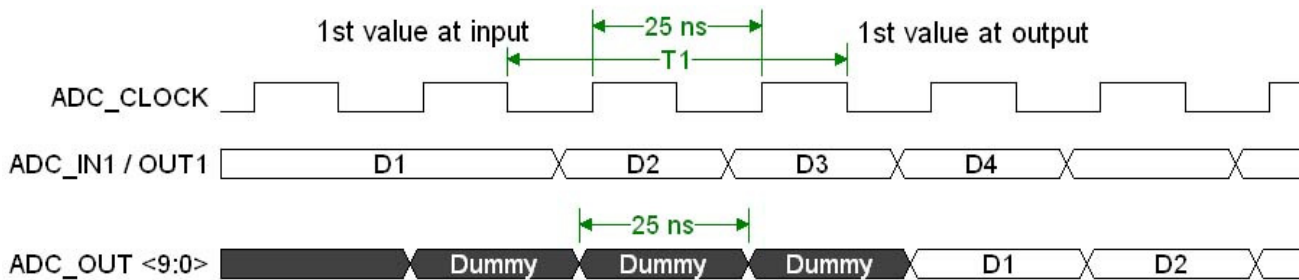 1st value at input
25 ns
1st value at output
T1
ADC_CLOCK
ADC_IN1 / OUT1 D1 D2 D3 D4
25 ns
ADC_OUT <9:0> Dummy Dummy Dummy D1 D2